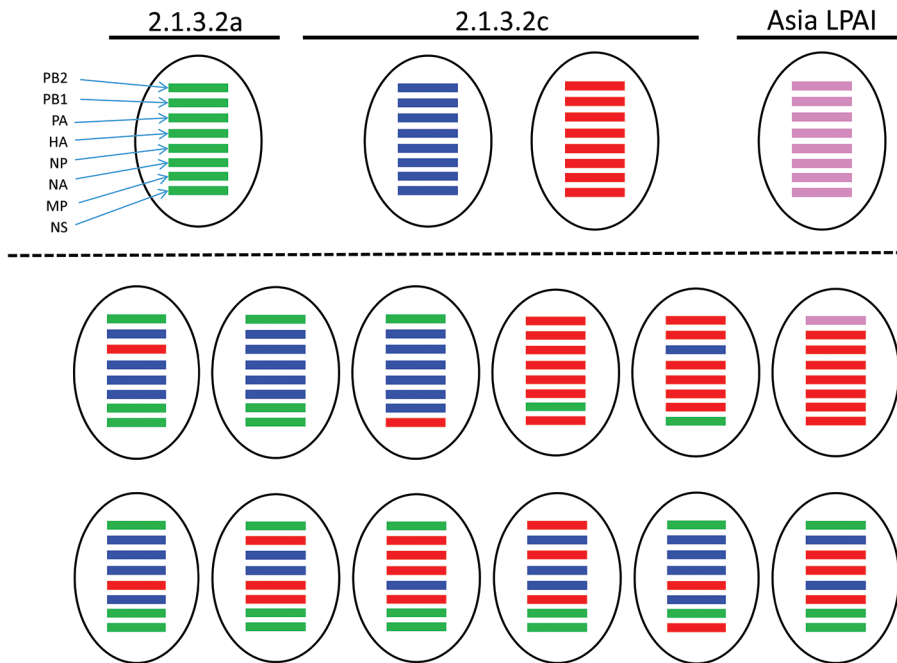 2.1.3.2a
2.1.3.2c
Asia LPAI
PB2
PB1
PA
HA
NP
NA
MP
NS